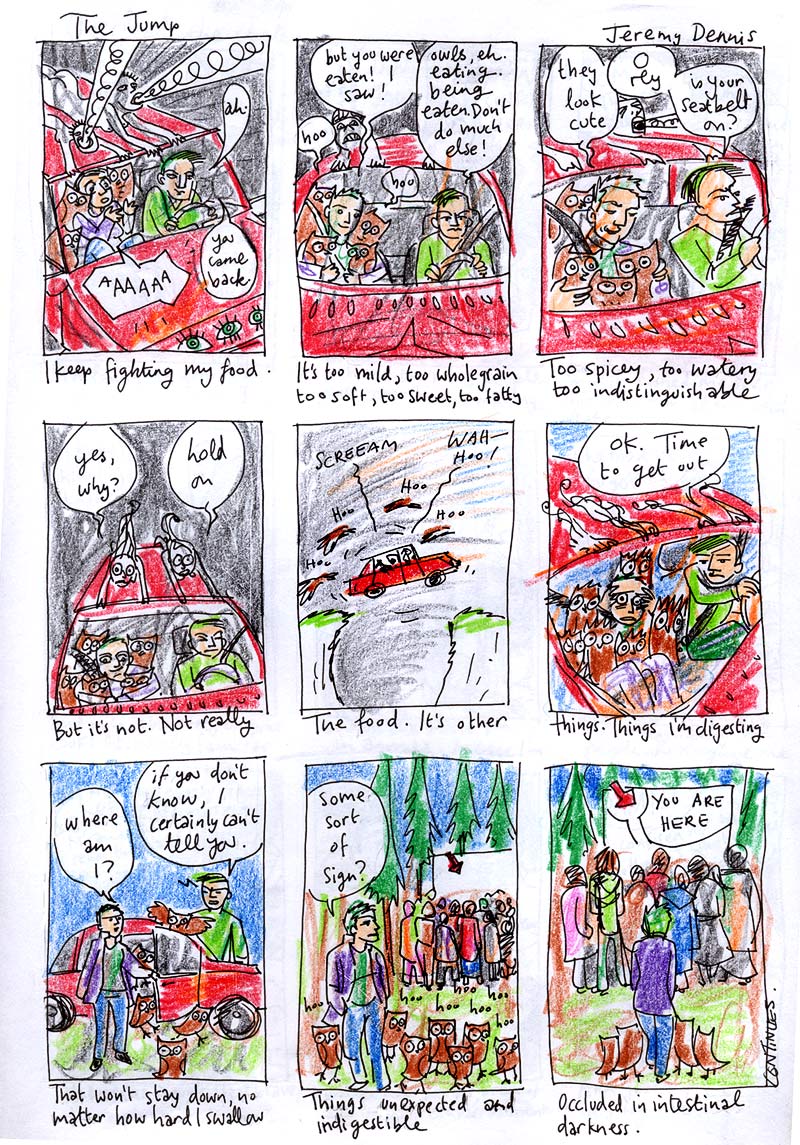 The Jump
Jeremy Dennis
ah.
AAAAAA
you
came
back.
I keep fighting my food.
but you were
eaten! I
saw!
owls, eh.
eating.
being
eaten. Don't
do much
else!
hoo
hoo
It's too mild, too wholegrain
too soft, too sweet, too fatty
they
look
cute
O
rly
is your
seatbelt
on?
Too spicey, too watery
too indistinguishable
yes,
why?
hold
on
But it's not. Not really
SCREEAM
WAH-
HOO!
Hoo
Hoo
Hoo
Hoo
The food. It's other
OK. Time
to get out
things. Things i'm digesting
where
am
I?
if you don't
know, I
certainly can't
tell you.
That won't stay down, no
matter how hard I swallow
Some
sort
of
sign?
hoo
hoo
hoo
hoo
hoo
hoo
Things unexpected and
indigestible
YOU ARE
HERE
CONTINUES.
Occluded in intestinal
darkness.